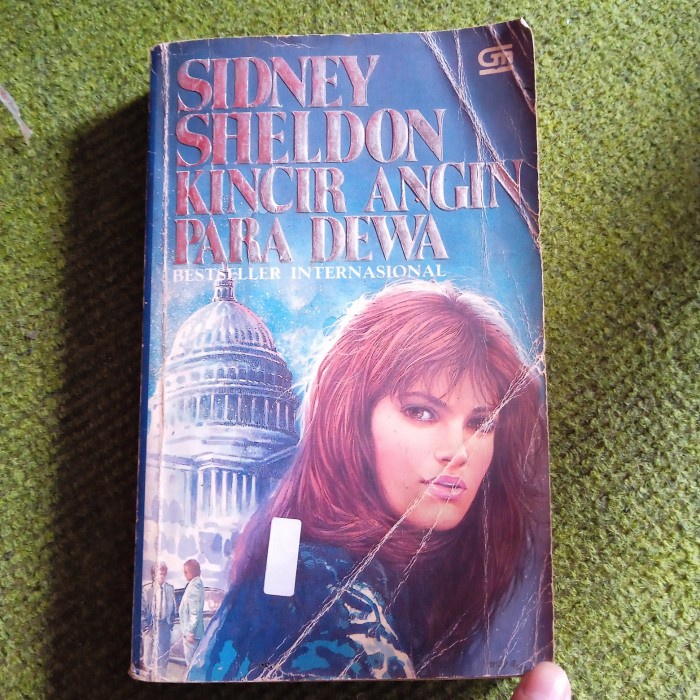 SIDNEY
SHELDON
KINCIR ANGIN
PARA DEWA
BESTSELLER INTERNASIONAL